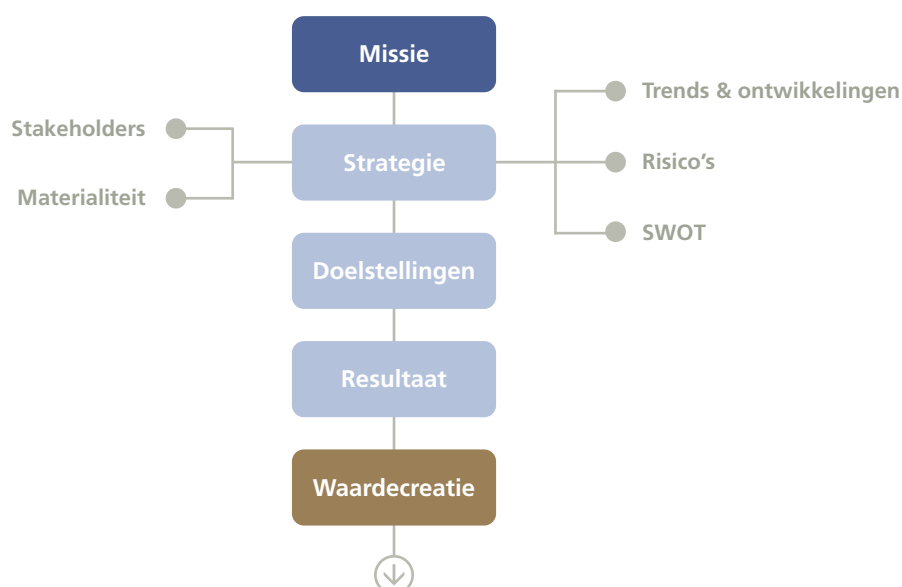 Missie
Trends & ontwikkelingen
Stakeholders
Strategie
Risico's
Materialiteit
SWOT
Doelstellingen
Resultaat
Waardecreatie